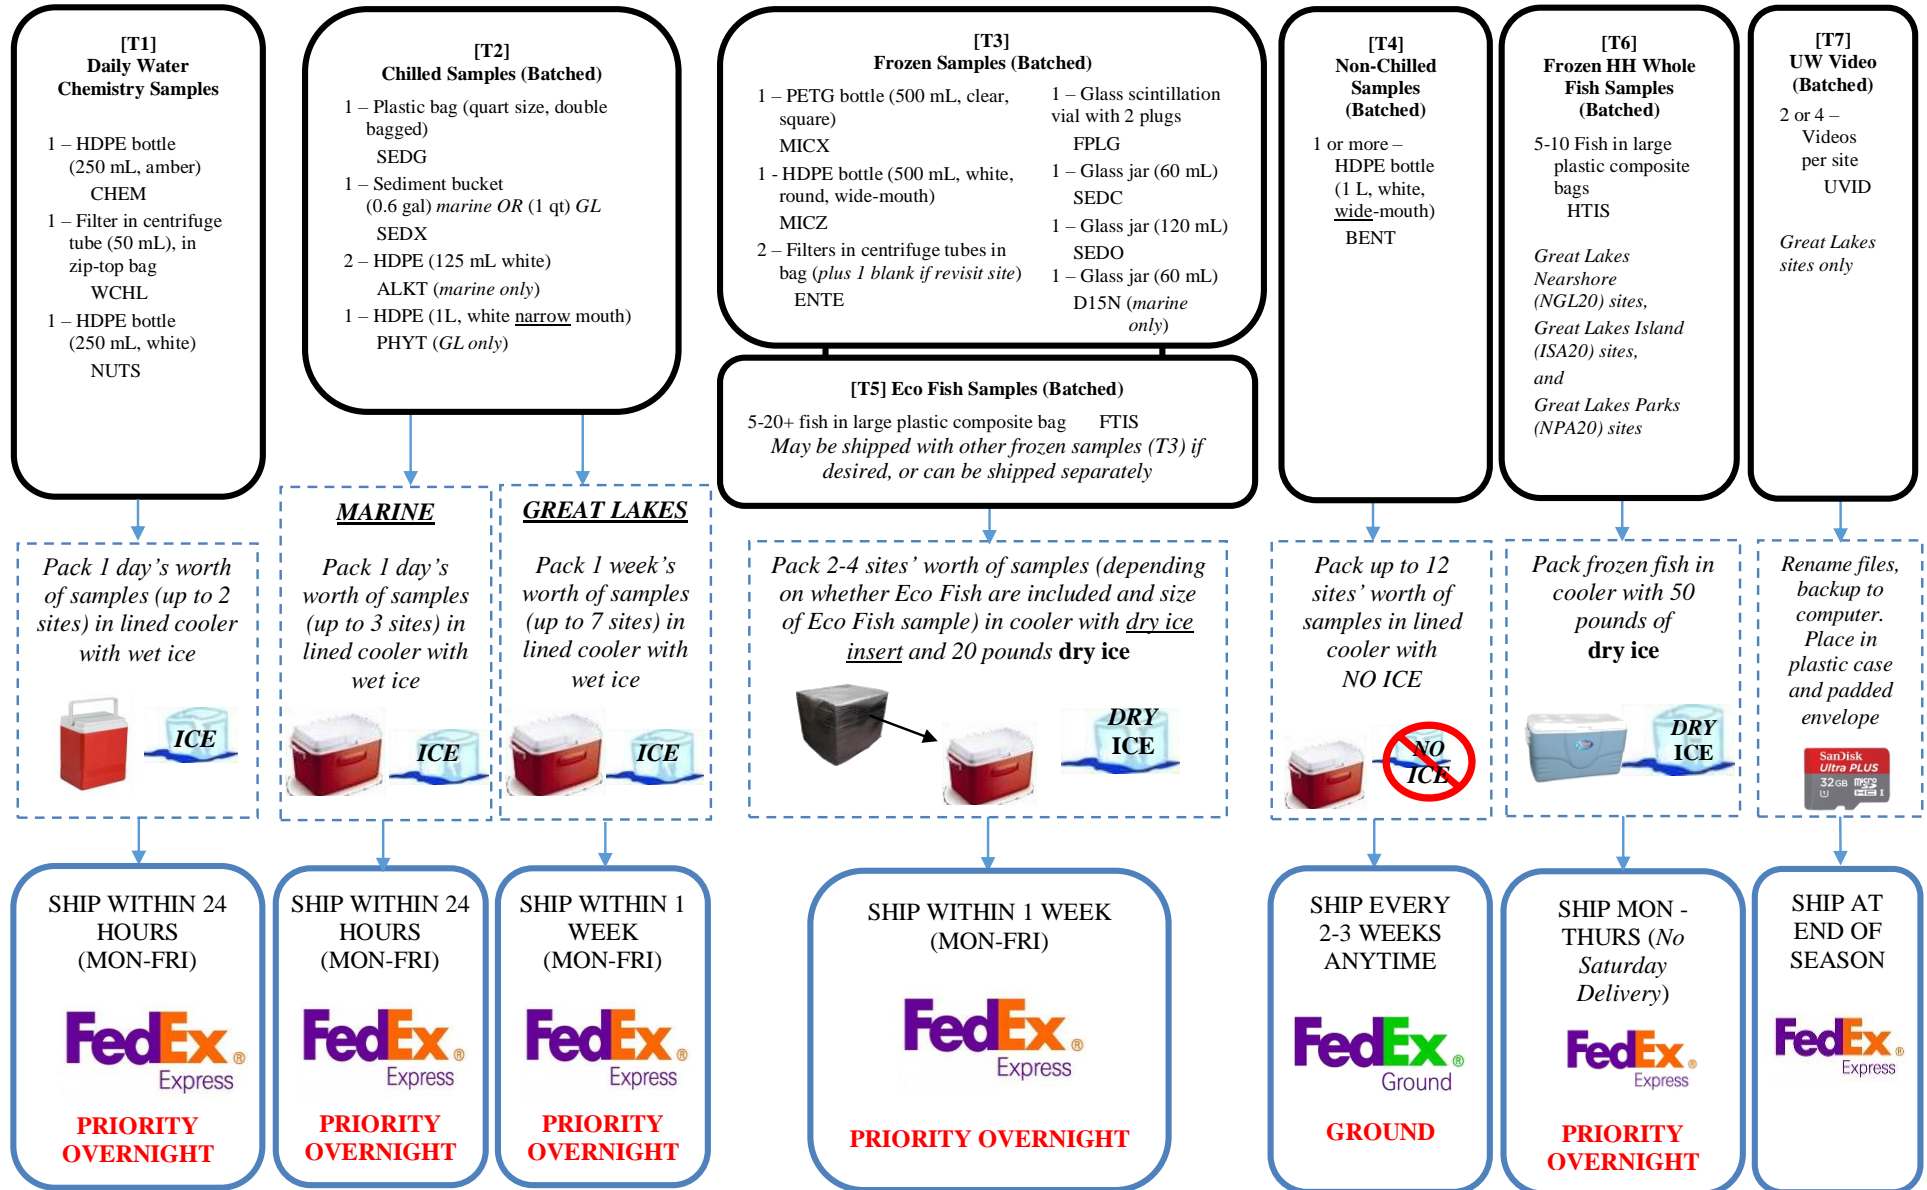 [T1]
Daily Water
Chemistry Samples
1 – HDPE bottle
(250 mL, amber)
CHEM
1 – Filter in centrifuge
tube (50 mL), in
zip-top bag
WCHL
1 – HDPE bottle
(250 mL, white)
NUTS
[T2]
Chilled Samples (Batched)
1 – Plastic bag (quart size, double
bagged)
SEDG
1 – Sediment bucket
(0.6 gal) marine OR (1 qt) GL
SEDX
2 – HDPE (125 mL white)
ALKT (marine only)
1 – HDPE (1L, white narrow mouth)
PHYT (GL only)
[T3]
Frozen Samples (Batched)
1 – PETG bottle (500 mL, clear,
square)
MICX
1 - HDPE bottle (500 mL, white,
round, wide-mouth)
MICZ
2 – Filters in centrifuge tubes in
bag (plus 1 blank if revisit site)
ENTE
1 – Glass scintillation
vial with 2 plugs
FPLG
1 – Glass jar (60 mL)
SEDC
1 – Glass jar (120 mL)
SEDO
1 – Glass jar (60 mL)
D15N (marine
only)
[T5] Eco Fish Samples (Batched)
5-20+ fish in large plastic composite bag FTIS
May be shipped with other frozen samples (T3) if
desired, or can be shipped separately
[T4]
Non-Chilled
Samples
(Batched)
1 or more –
HDPE bottle
(1 L, white,
wide-mouth)
BENT
[T6]
Frozen HH Whole
Fish Samples
(Batched)
5-10 Fish in large
plastic composite
bags
HTIS
Great Lakes
Nearshore
(NGL20) sites,
Great Lakes Island
(ISA20) sites,
and
Great Lakes Parks
(NPA20) sites
[T7]
UW Video
(Batched)
2 or 4 –
Videos
per site
UVID
Great Lakes
sites only
Pack 1 day's worth
of samples (up to 2
sites) in lined cooler
with wet ice
ICE
MARINE
Pack 1 day's
worth of samples
(up to 3 sites) in
lined cooler with
wet ice
ICE
GREAT LAKES
Pack 1 week's
worth of samples
(up to 7 sites) in
lined cooler with
wet ice
ICE
Pack 2-4 sites' worth of samples (depending
on whether Eco Fish are included and size
of Eco Fish sample) in cooler with dry ice
insert and 20 pounds dry ice
DRY
ICE
Pack up to 12
sites' worth of
samples in lined
cooler with
NO ICE
NO
ICE
Pack frozen fish in
cooler with 50
pounds of
dry ice
DRY
ICE
Rename files,
backup to
computer.
Place in
plastic case
and padded
envelope
SanDisk
Ultra PLUS
32GB micro
HC I
SHIP WITHIN 24
HOURS
(MON-FRI)
FedEx®
Express
PRIORITY
OVERNIGHT
SHIP WITHIN 24
HOURS
(MON-FRI)
FedEx®
Express
PRIORITY
OVERNIGHT
SHIP WITHIN 1
WEEK
(MON-FRI)
FedEx®
Express
PRIORITY
OVERNIGHT
SHIP WITHIN 1 WEEK
(MON-FRI)
FedEx®
Express
PRIORITY OVERNIGHT
SHIP EVERY
2-3 WEEKS
ANYTIME
FedEx®
Ground
GROUND
SHIP MON -
THURS (No
Saturday
Delivery)
FedEx®
Express
PRIORITY
OVERNIGHT
SHIP AT
END OF
SEASON
FedEx®
Express